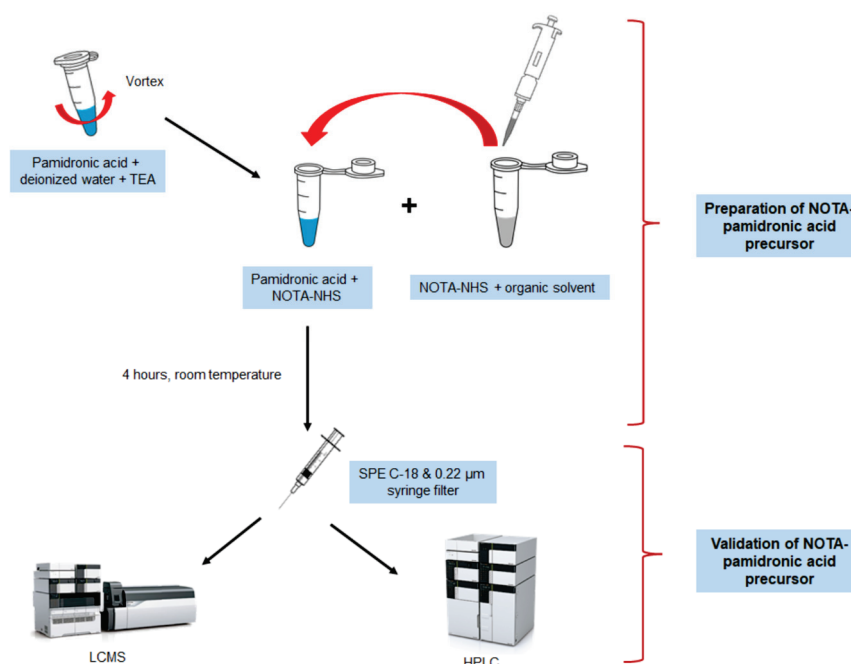 Vortex
Pamidronic acid +
deionized water + TEA
+
Pamidronic acid +
NOTA-NHS
NOTA-NHS + organic solvent
Preparation of NOTA-
pamidronic acid
precursor
4 hours, room temperature
SPE C-18 & 0.22 µm
syringe filter
Validation of NOTA-
pamidronic acid
precursor
LCMS
HPLC